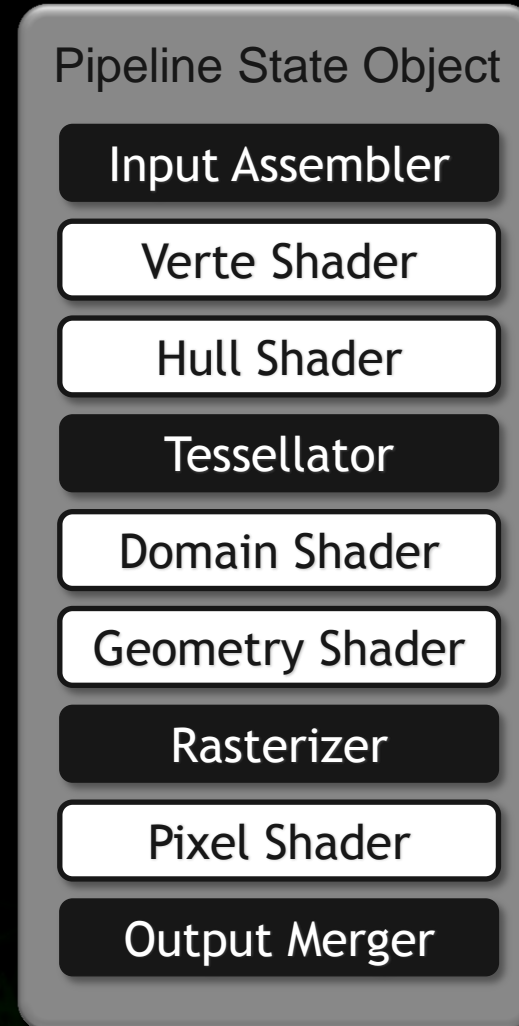 Pipeline State Object
Input Assembler
Verte Shader
Hull Shader
Tessellator
Domain Shader
Geometry Shader
Rasterizer
Pixel Shader
Output Merger